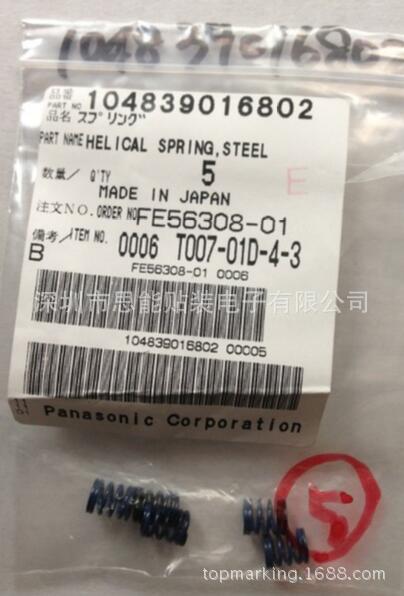 104839016802
品番
PART NO 104839016802
品名 スプリング
PART NAME HELICAL SPRING,STEEL
数量/Q'TY 5
E
MADE IN JAPAN
注文NO.ORDER NO FE56308-01
備考/ITEM NO. 0006 T007-01D-4-3
B
FE56308-01 0006
深圳市思能贴装电子有限公司
104839016802 00005
Panasonic Corporation
5
topmarking.1688.com